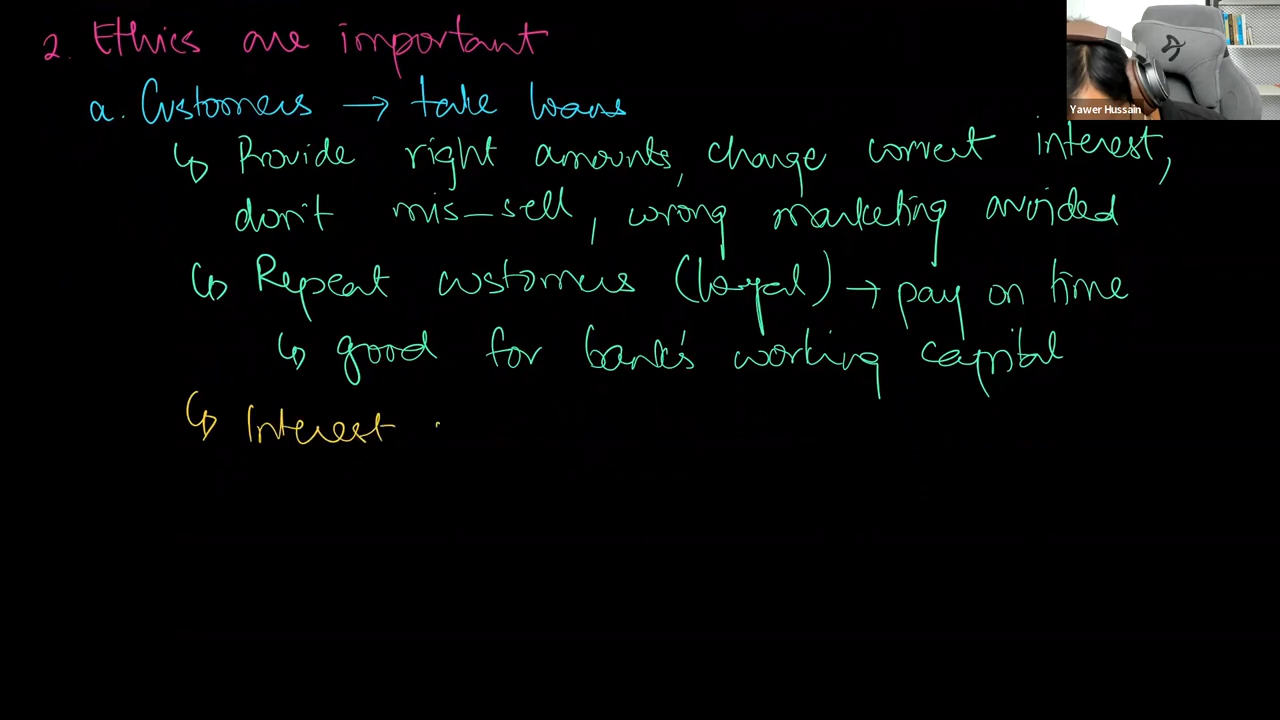 2. Ethics are important
a. Customers → take loans
↳ Provide right amounts, charge correct interest,
don't mis-sell, wrong marketing avoided
↳ Repeat customers (loyal) → pay on time
↳ good for bank's working capital
↳ Interest
Yawer Hussain